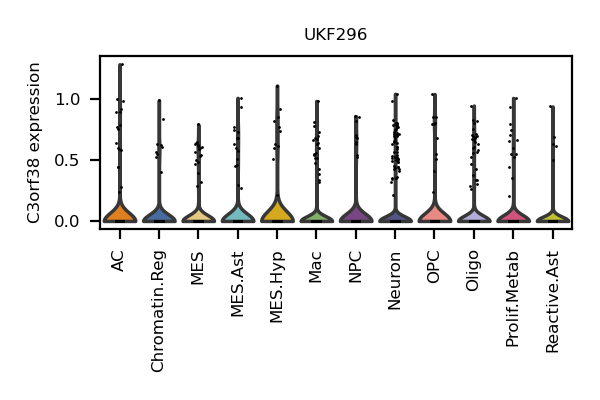 UKF296
C3orf38 expression
1.0
0.5
0.0
AC
Chromatin.Reg
MES
MES.Ast
MES.Hyp
Mac
NPC
Neuron
OPC
Oligo
Prolif.Metab
Reactive.Ast